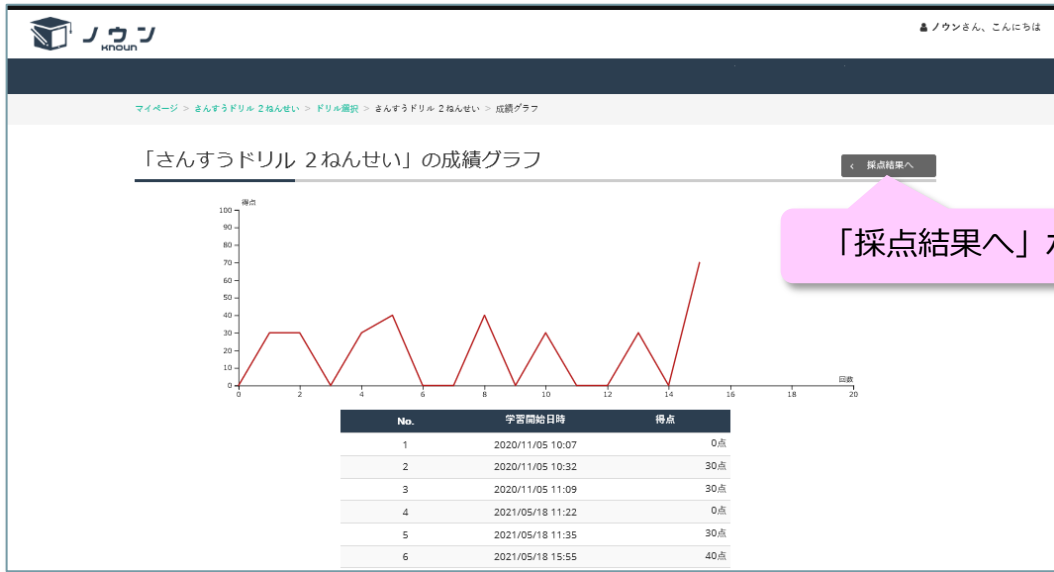 ノウン
KNOUN
ノウンさん、こんにちは
マイページ > さんすうドリル 2ねんせい > ドリル選択 > さんすうドリル 2ねんせい > 成績グラフ
「さんすうドリル 2ねんせい」の成績グラフ
‹ 採点結果へ
「採点結果へ」
得点
100
90
80
70
60
50
40
30
20
10
0
回数
0 2 4 6 8 10 12 14 16 18 20
No. 学習開始日時 得点
1 2020/11/05 10:07 0点
2 2020/11/05 10:32 30点
3 2020/11/05 11:09 30点
4 2021/05/18 11:22 0点
5 2021/05/18 11:35 30点
6 2021/05/18 15:55 40点